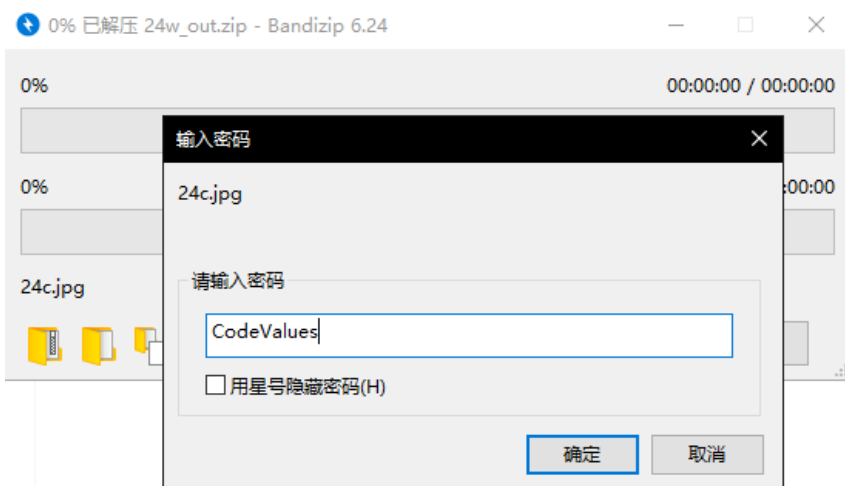 0% 已解压 24w_out.zip - Bandizip 6.24
0%
00:00:00 / 00:00:00
输入密码
0%
:00:00
24c.jpg
请输入密码
24c.jpg
CodeValues
用星号隐藏密码(H)
确定
取消